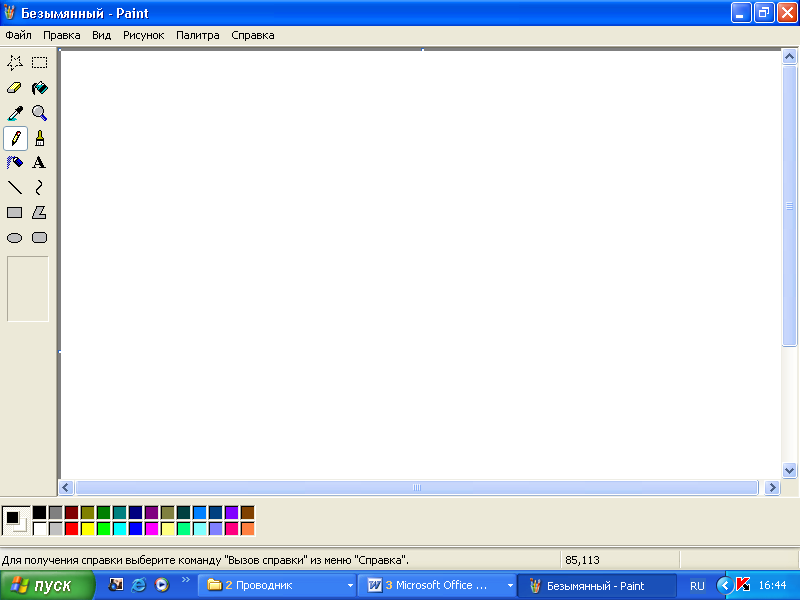 Безымянный - Paint
Файл Правка Вид Рисунок Палитра Справка
A
Для получения справки выберите команду "Вызов справки" из меню "Справка". 85,113
пуск » 2 Проводник 3 Microsoft Office ... Безымянный - Paint RU 16:44